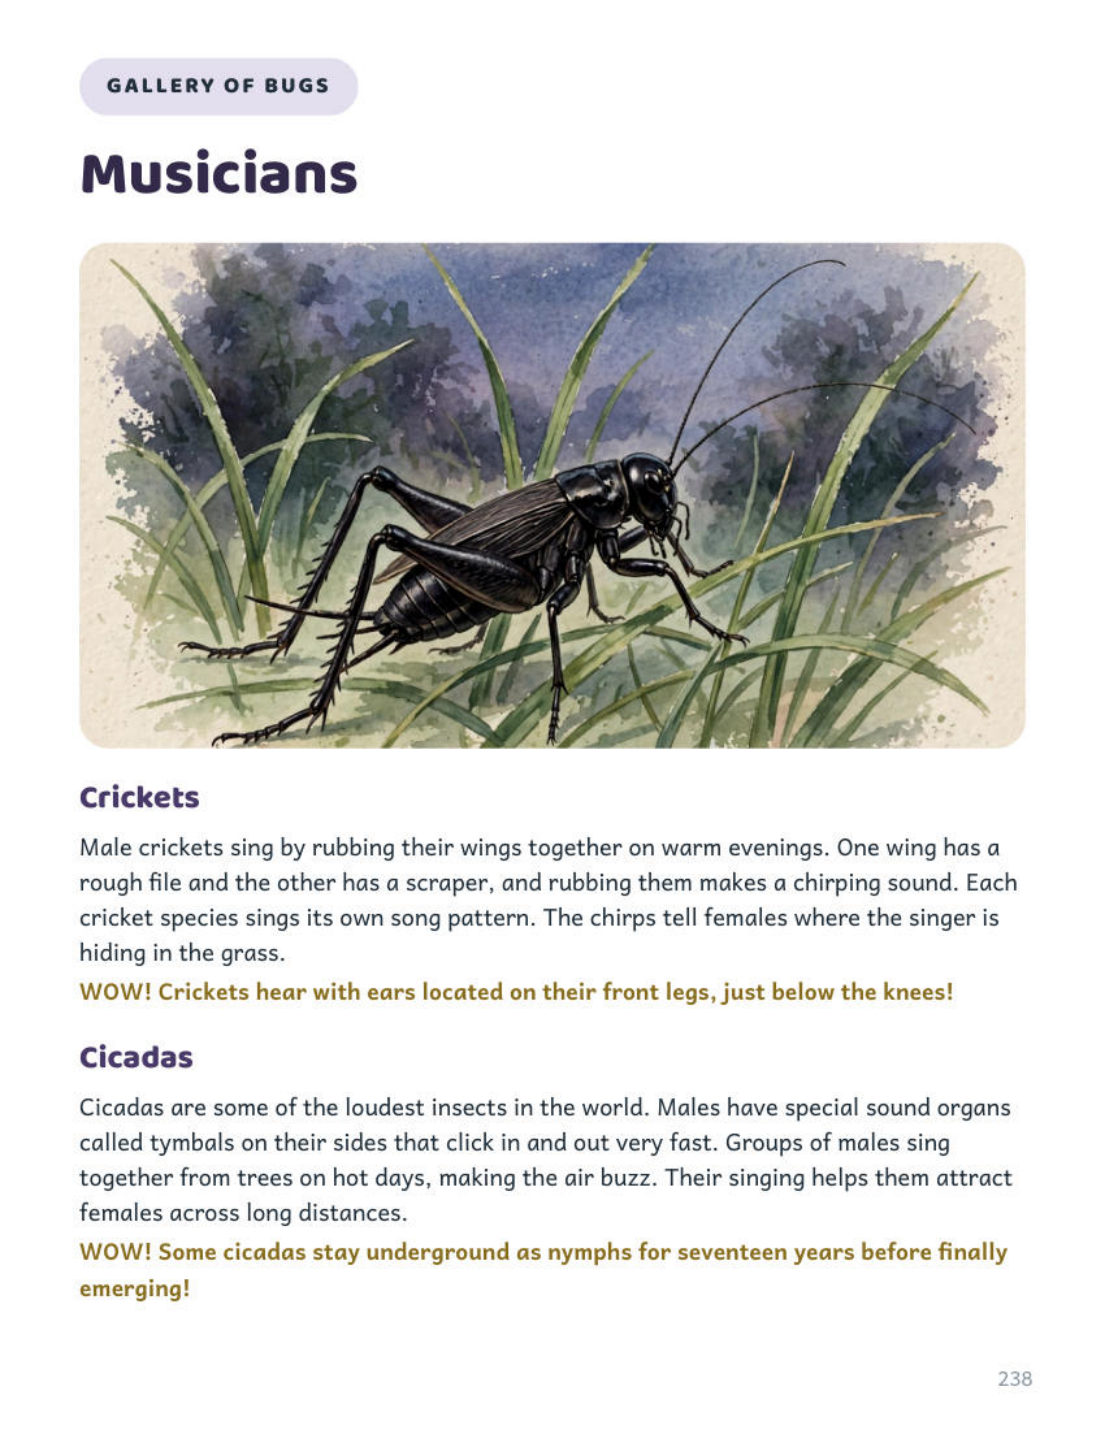 GALLERY OF BUGS
Musicians
Crickets
Male crickets sing by rubbing their wings together on warm evenings. One wing has a
rough file and the other has a scraper, and rubbing them makes a chirping sound. Each
cricket species sings its own song pattern. The chirps tell females where the singer is
hiding in the grass.
WOW! Crickets hear with ears located on their front legs, just below the knees!
Cicadas
Cicadas are some of the loudest insects in the world. Males have special sound organs
called tymbals on their sides that click in and out very fast. Groups of males sing
together from trees on hot days, making the air buzz. Their singing helps them attract
females across long distances.
WOW! Some cicadas stay underground as nymphs for seventeen years before finally
emerging!
238